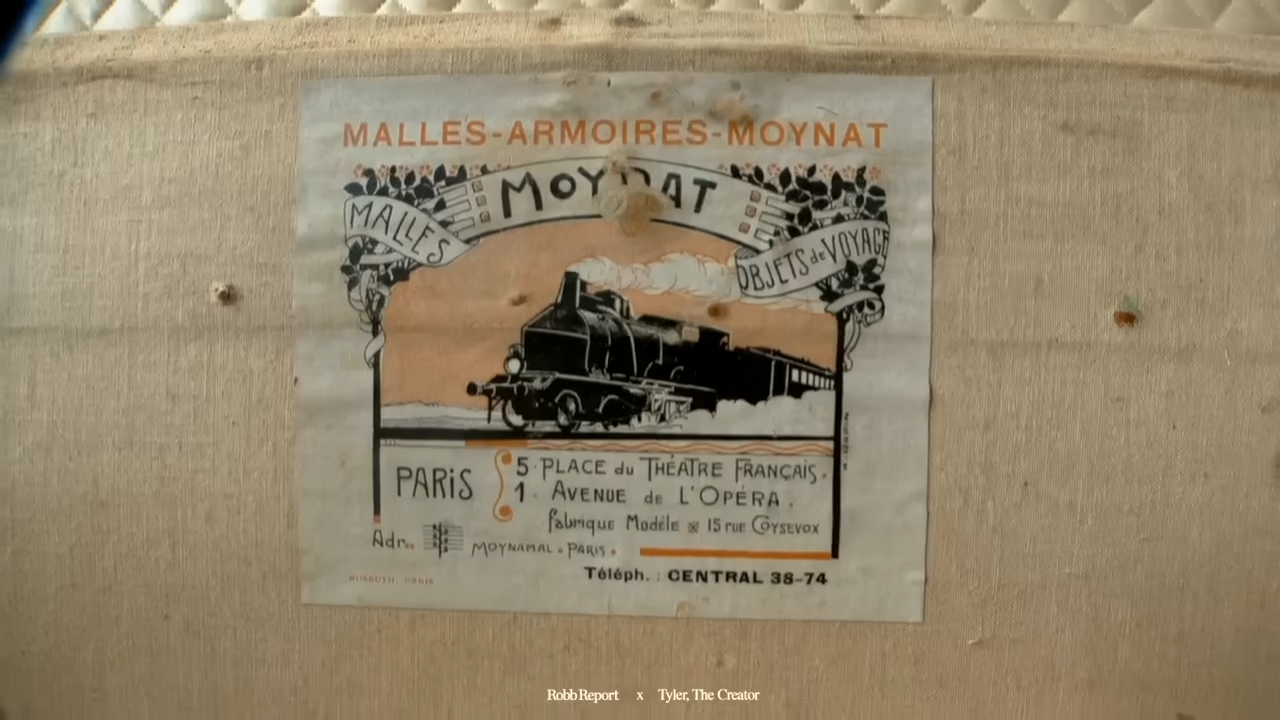 MALLES-ARMOIRES-MOYNAT
MOYNAT
MALLES
OBJETS de VOYAGE
PARIS
5 · PLACE du THÉATRE FRANÇAIS.
1 · AVENUE de L'OPÉRA.
fabrique Modèle ※ 15 rue COYSEVOX
Adr.
MOYNAMAL · PARIS ·
Téléph. : CENTRAL 38-74
Robb Report x Tyler, The Creator